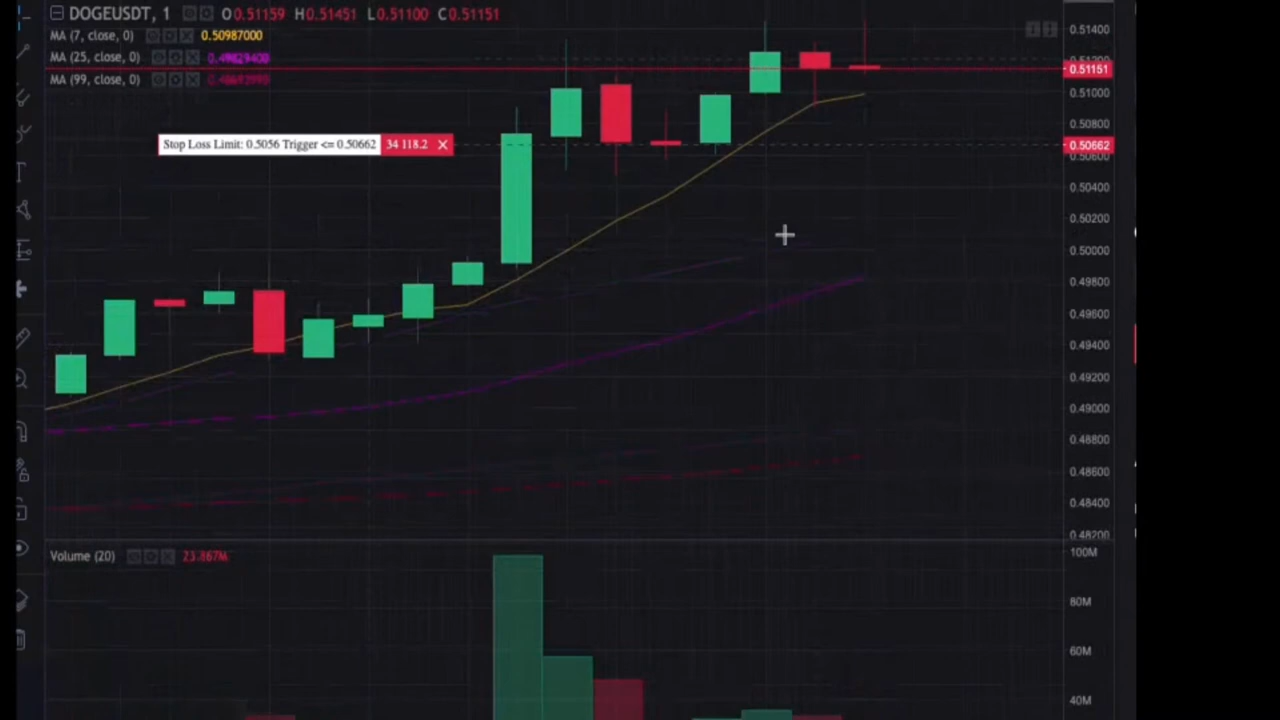 DOGEUSDT, 1 O0.51159 H0.51451 L0.51100 C0.51151
MA (7, close, 0) 0.50987000
MA (25, close, 0)
MA (99, close, 0)
Stop Loss Limit: 0.5056 Trigger <= 0.50662 34 118.2
0.51400
0.51151
0.51000
0.50800
0.50662
0.50600
0.50400
0.50200
0.50000
0.49800
0.49600
0.49400
0.49200
0.49000
0.48800
0.48600
0.48400
0.48200
Volume (20) 23.867M
100M
80M
60M
40M